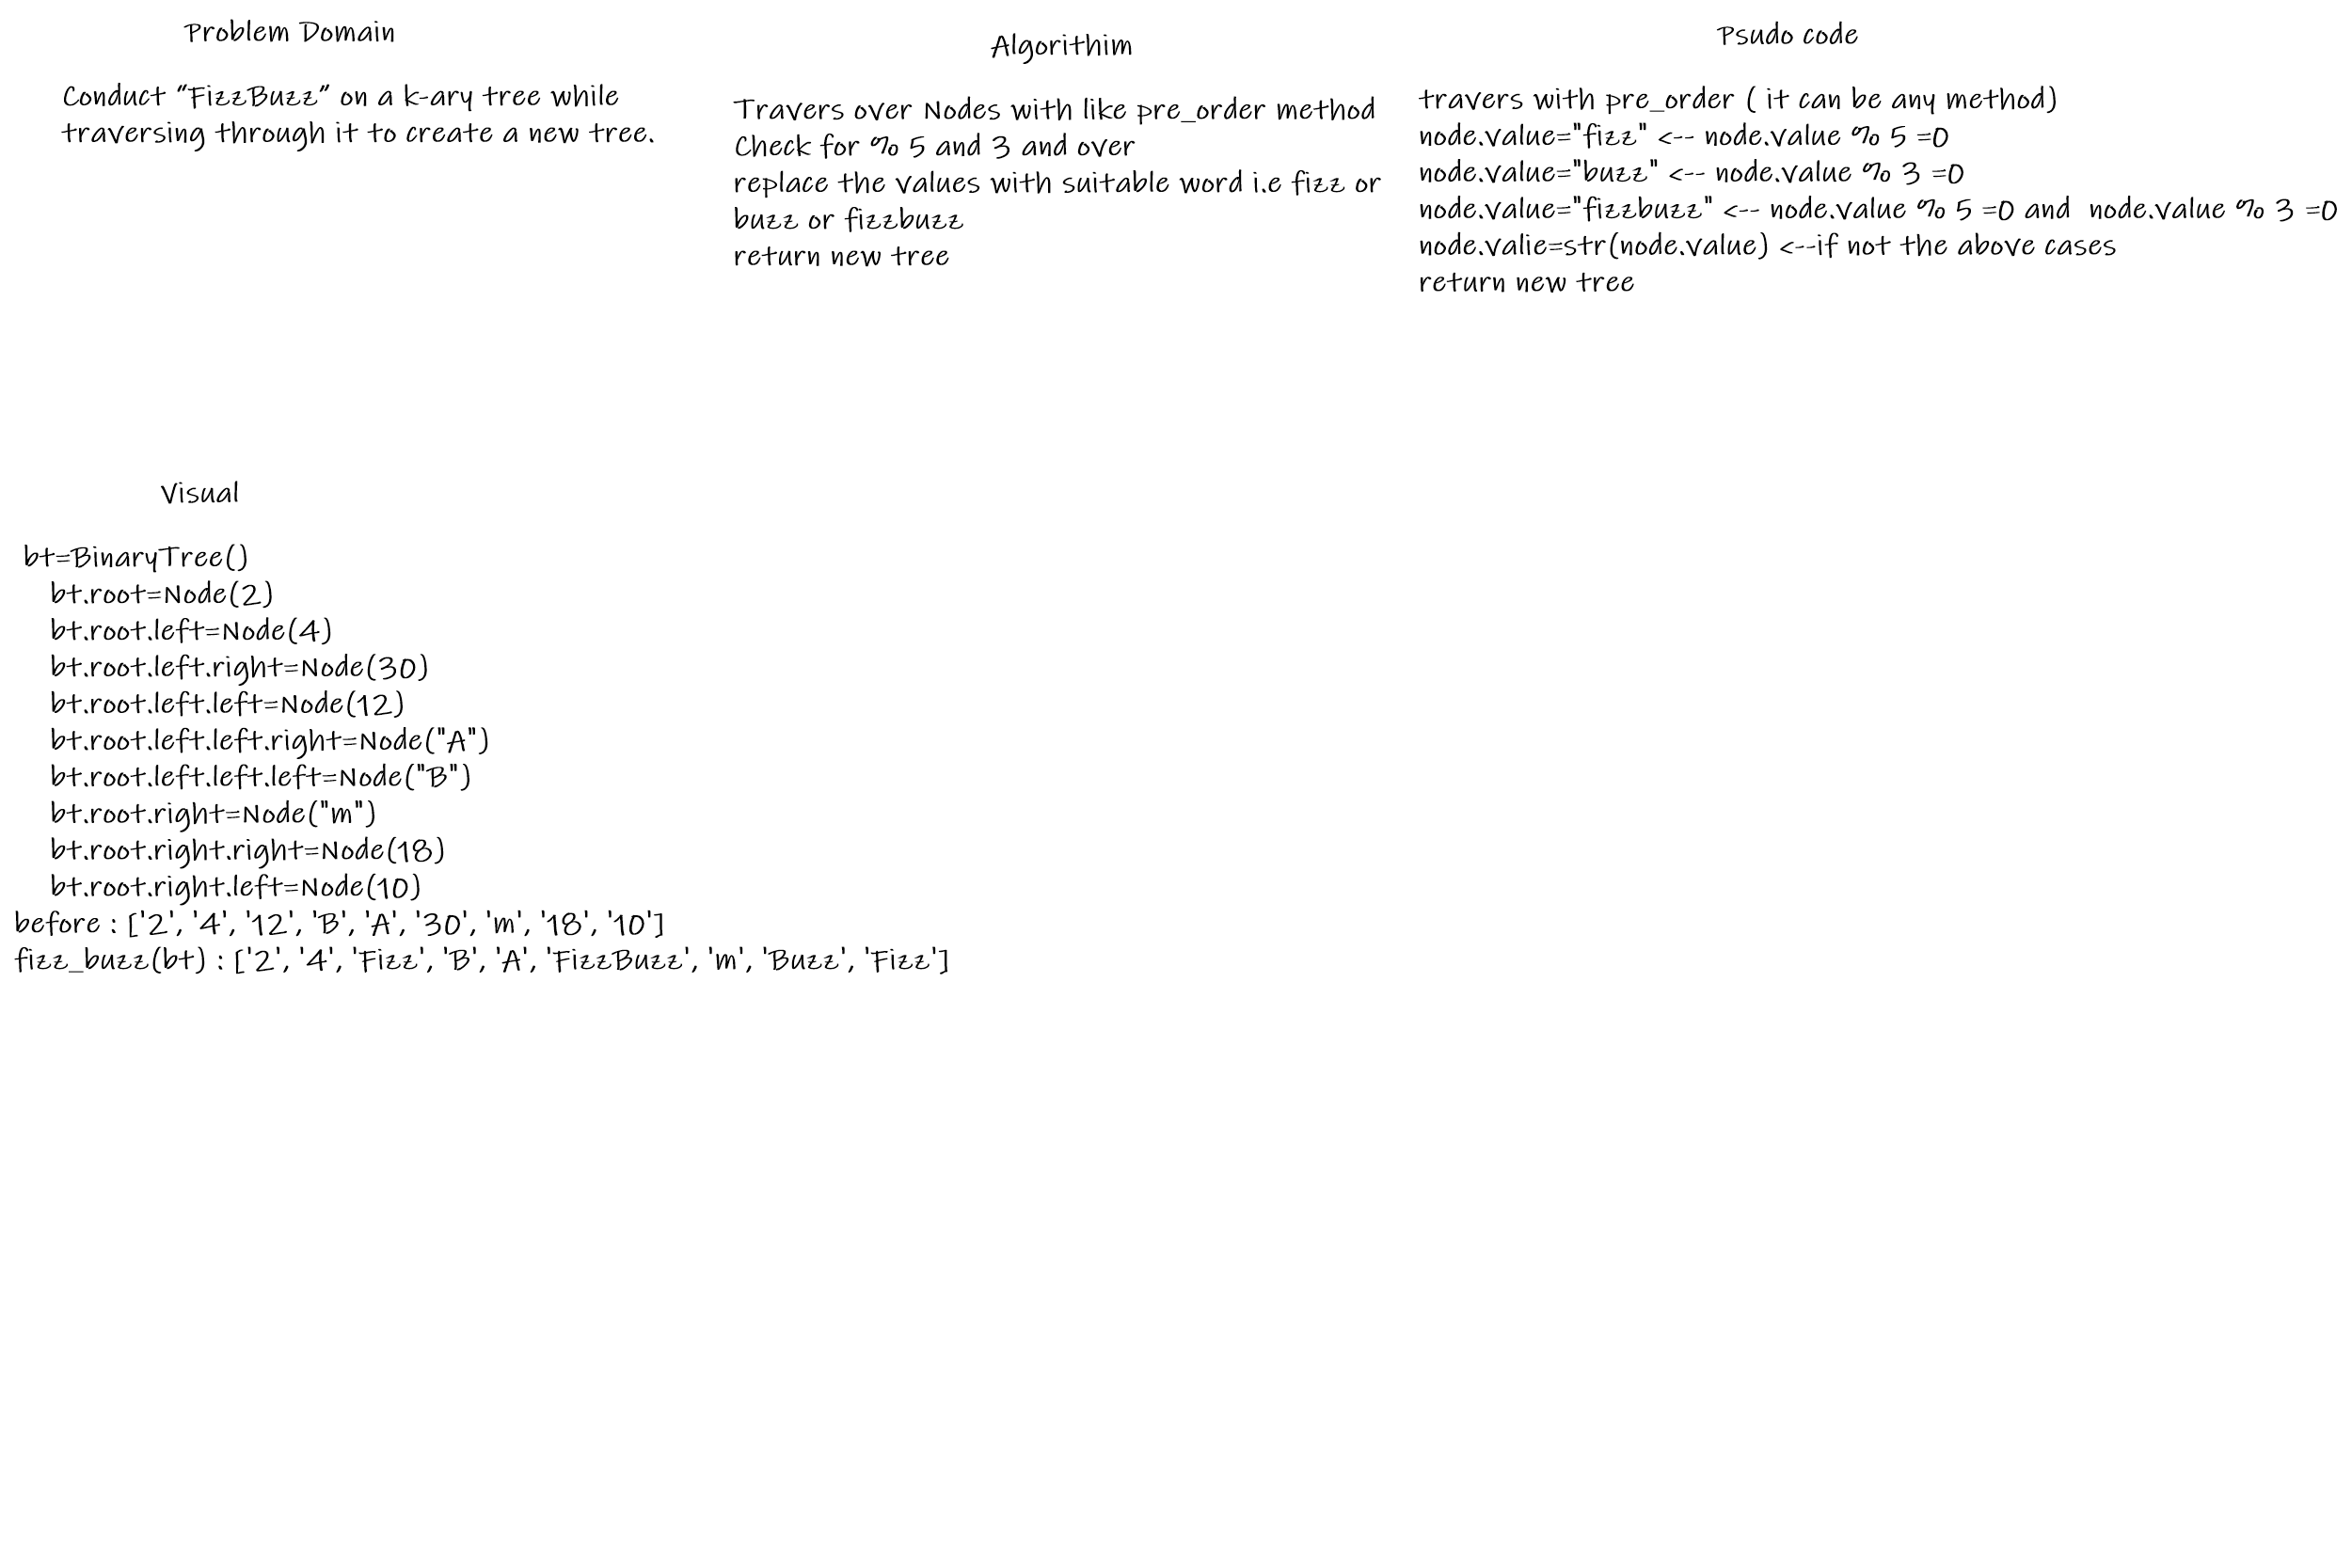 Problem Domain
Conduct “FizzBuzz” on a k-ary tree while
traversing through it to create a new tree.
Algorithim
Travers over Nodes with like pre_order method
Check for % 5 and 3 and over
replace the values with suitable word i.e fizz or
buzz or fizzbuzz
return new tree
Psudo code
travers with pre_order ( it can be any method)
node.value="fizz" <-- node.value % 5 =0
node.value="buzz" <-- node.value % 3 =0
node.value="fizzbuzz" <-- node.value % 5 =0 and  node.value % 3 =0
node.valie=str(node.value) <--if not the above cases
return new tree
Visual
bt=BinaryTree()
bt.root=Node(2)
bt.root.left=Node(4)
bt.root.left.right=Node(30)
bt.root.left.left=Node(12)
bt.root.left.left.right=Node("A")
bt.root.left.left.left=Node("B")
bt.root.right=Node("m")
bt.root.right.right=Node(18)
bt.root.right.left=Node(10)
before : ['2', '4', '12', 'B', 'A', '30', 'm', '18', '10']
fizz_buzz(bt) : ['2', '4', 'Fizz', 'B', 'A', 'FizzBuzz', 'm', 'Buzz', 'Fizz']